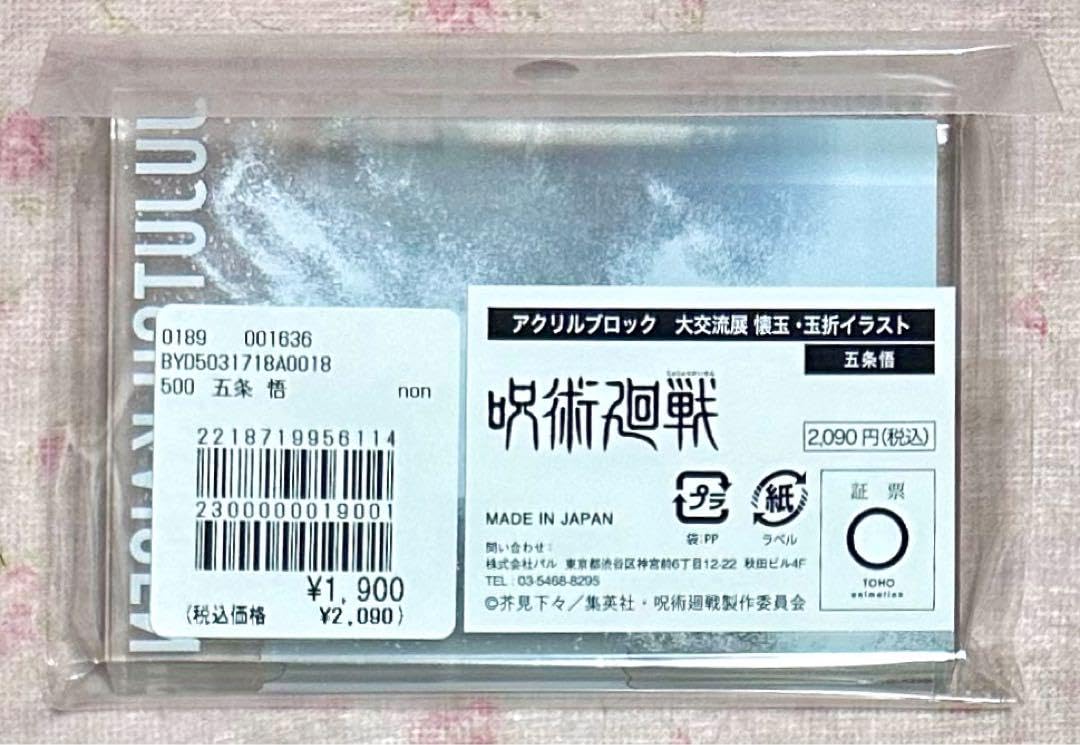 0189 001636
BYD5031718A0018
500 五条 悟 non
2218719956114
2300000019001
¥1,900
(税込価格 ¥2,090)
アクリルブロック 大交流展 懐玉・玉折イラスト
五条悟
呪術廻戦
2,090円(税込)
プラ
紙
袋:PP
ラベル
証 票
TOHO
animation
MADE IN JAPAN
問い合わせ:
株式会社パル 東京都渋谷区神宮前6丁目12-22 秋田ビル4F
TEL:03-5468-8295
©芥見下々/集英社・呪術廻戦製作委員会